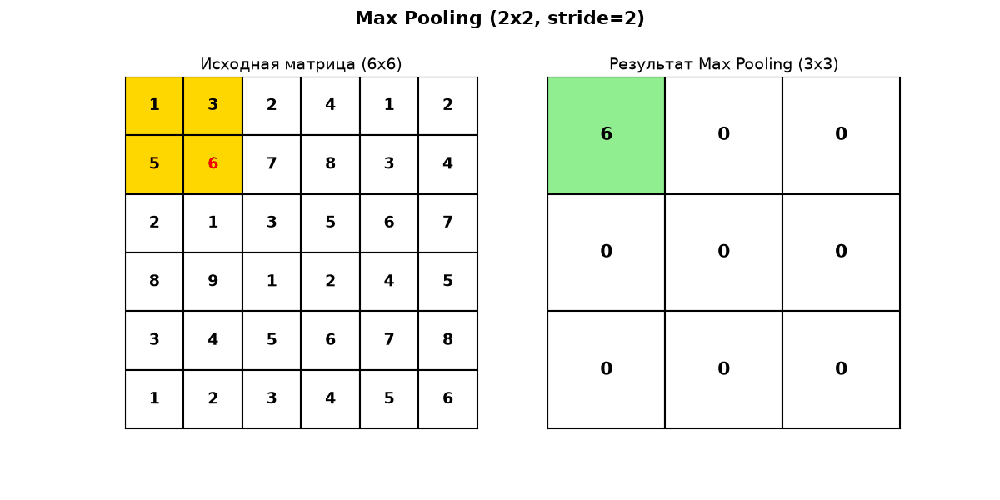 Max Pooling (2x2, stride=2)
Исходная матрица (6x6)
1 3 2 4 1 2
5 6 7 8 3 4
2 1 3 5 6 7
8 9 1 2 4 5
3 4 5 6 7 8
1 2 3 4 5 6
Результат Max Pooling (3x3)
6 0 0
0 0 0
0 0 0